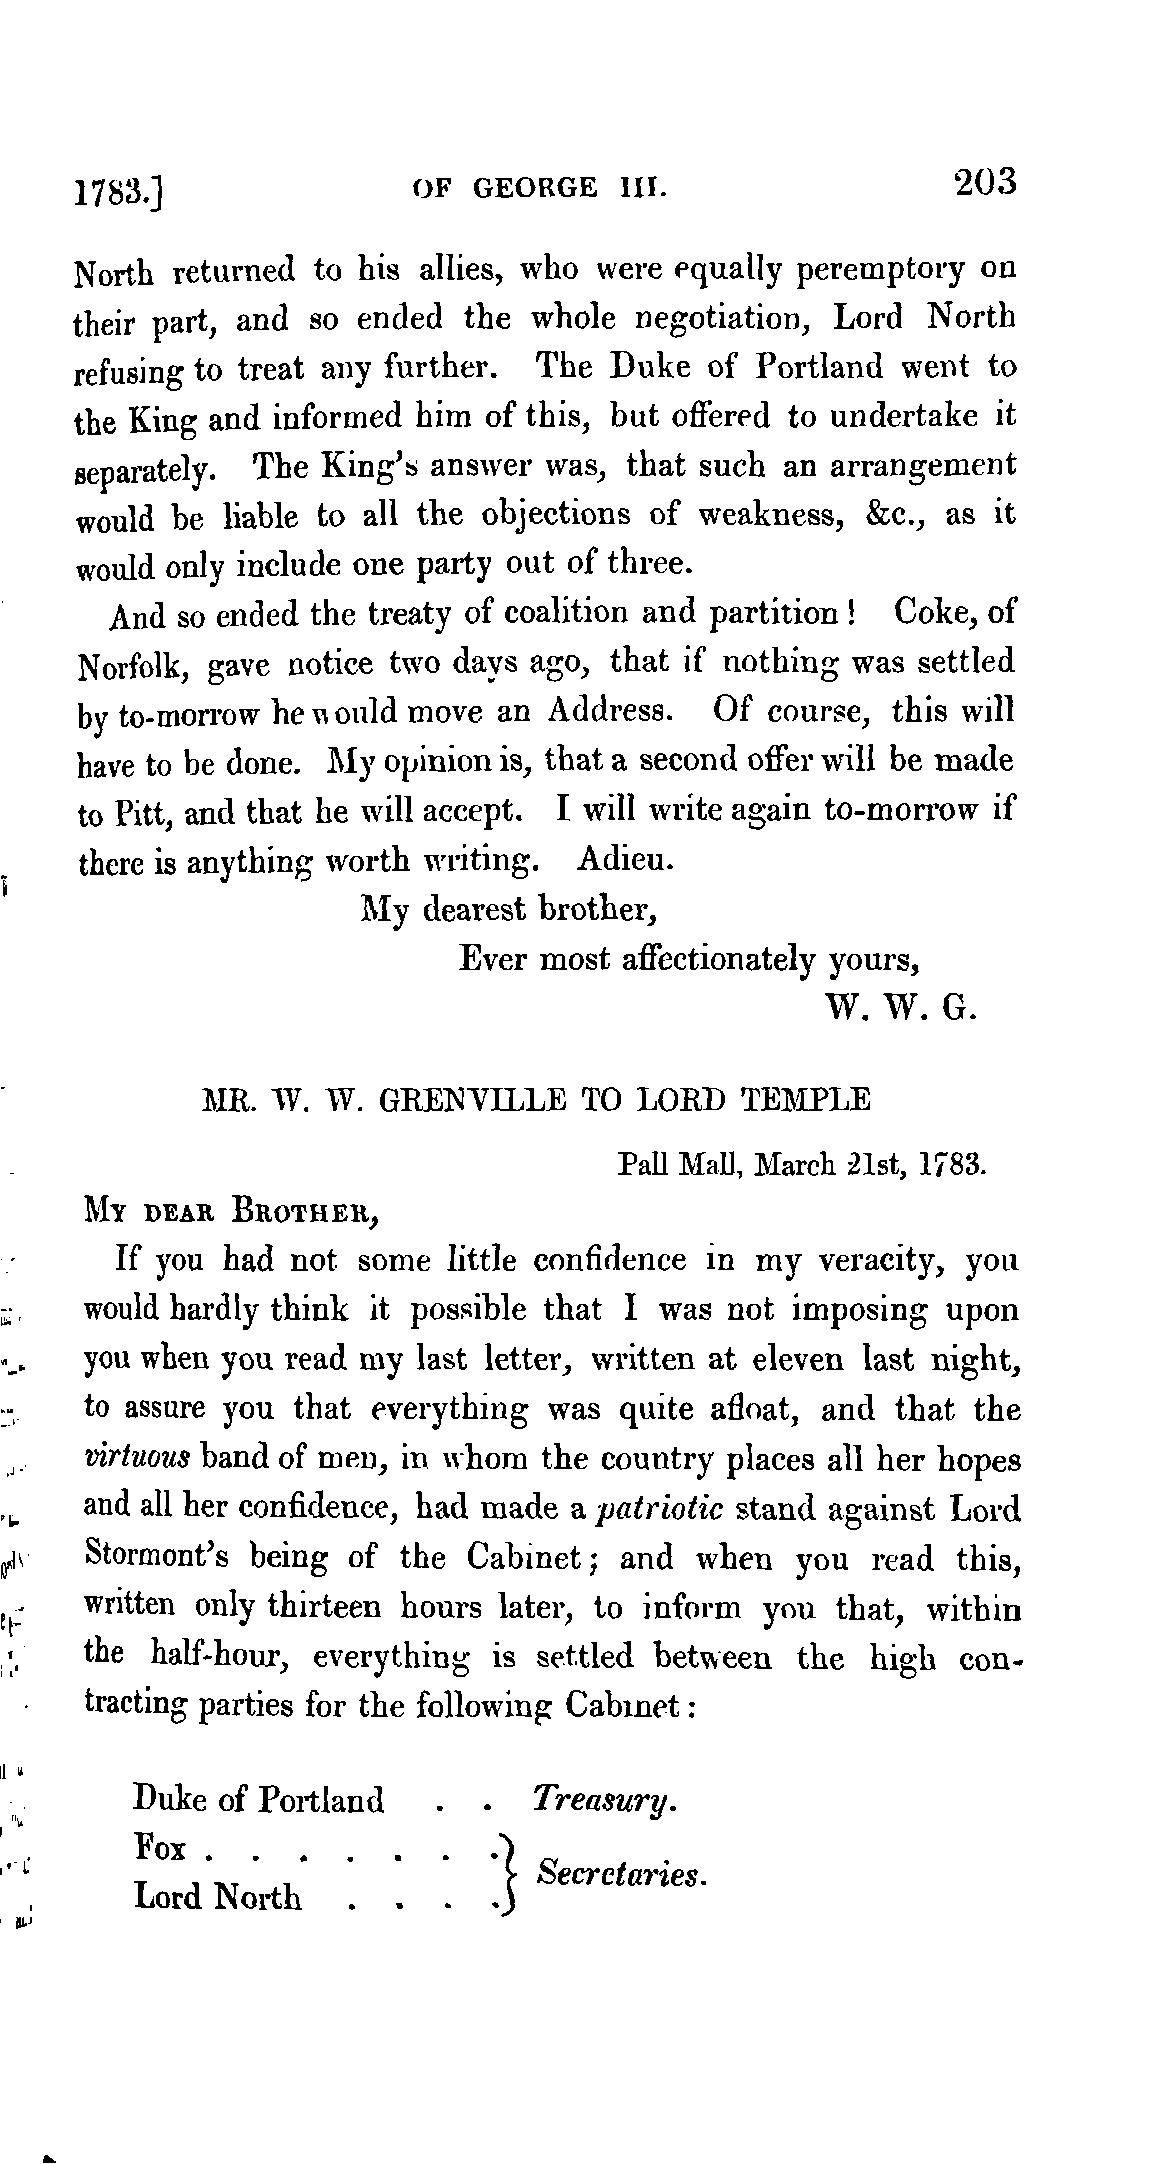 1783.] OF GEORGE III. 203
North returned to his allies, who were equally peremptory on
their part, and so ended the whole negotiation, Lord North
refusing to treat any further. The Duke of Portland went to
the King and informed him of this, but offered to undertake it
separately. The King's answer was, that such an arrangement
would be liable to all the objections of weakness, &c., as it
would only include one party out of three.
And so ended the treaty of coalition and partition! Coke, of
Norfolk, gave notice two days ago, that if nothing was settled
by to-morrow he would move an Address. Of course, this will
have to be done. My opinion is, that a second offer will be made
to Pitt, and that he will accept. I will write again to-morrow if
there is anything worth writing. Adieu.
My dearest brother,
Ever most affectionately yours,
W. W. G.
MR. W. W. GRENVILLE TO LORD TEMPLE
Pall Mall, March 21st, 1783.
MY DEAR BROTHER,
If you had not some little confidence in my veracity, you
would hardly think it possible that I was not imposing upon
you when you read my last letter, written at eleven last night,
to assure you that everything was quite afloat, and that the
virtuous band of men, in whom the country places all her hopes
and all her confidence, had made a patriotic stand against Lord
Stormont's being of the Cabinet; and when you read this,
written only thirteen hours later, to inform you that, within
the half-hour, everything is settled between the high con-
tracting parties for the following Cabinet:
Duke of Portland . . Treasury.
Fox . . . . . . .} Secretaries.
Lord North . . . .}